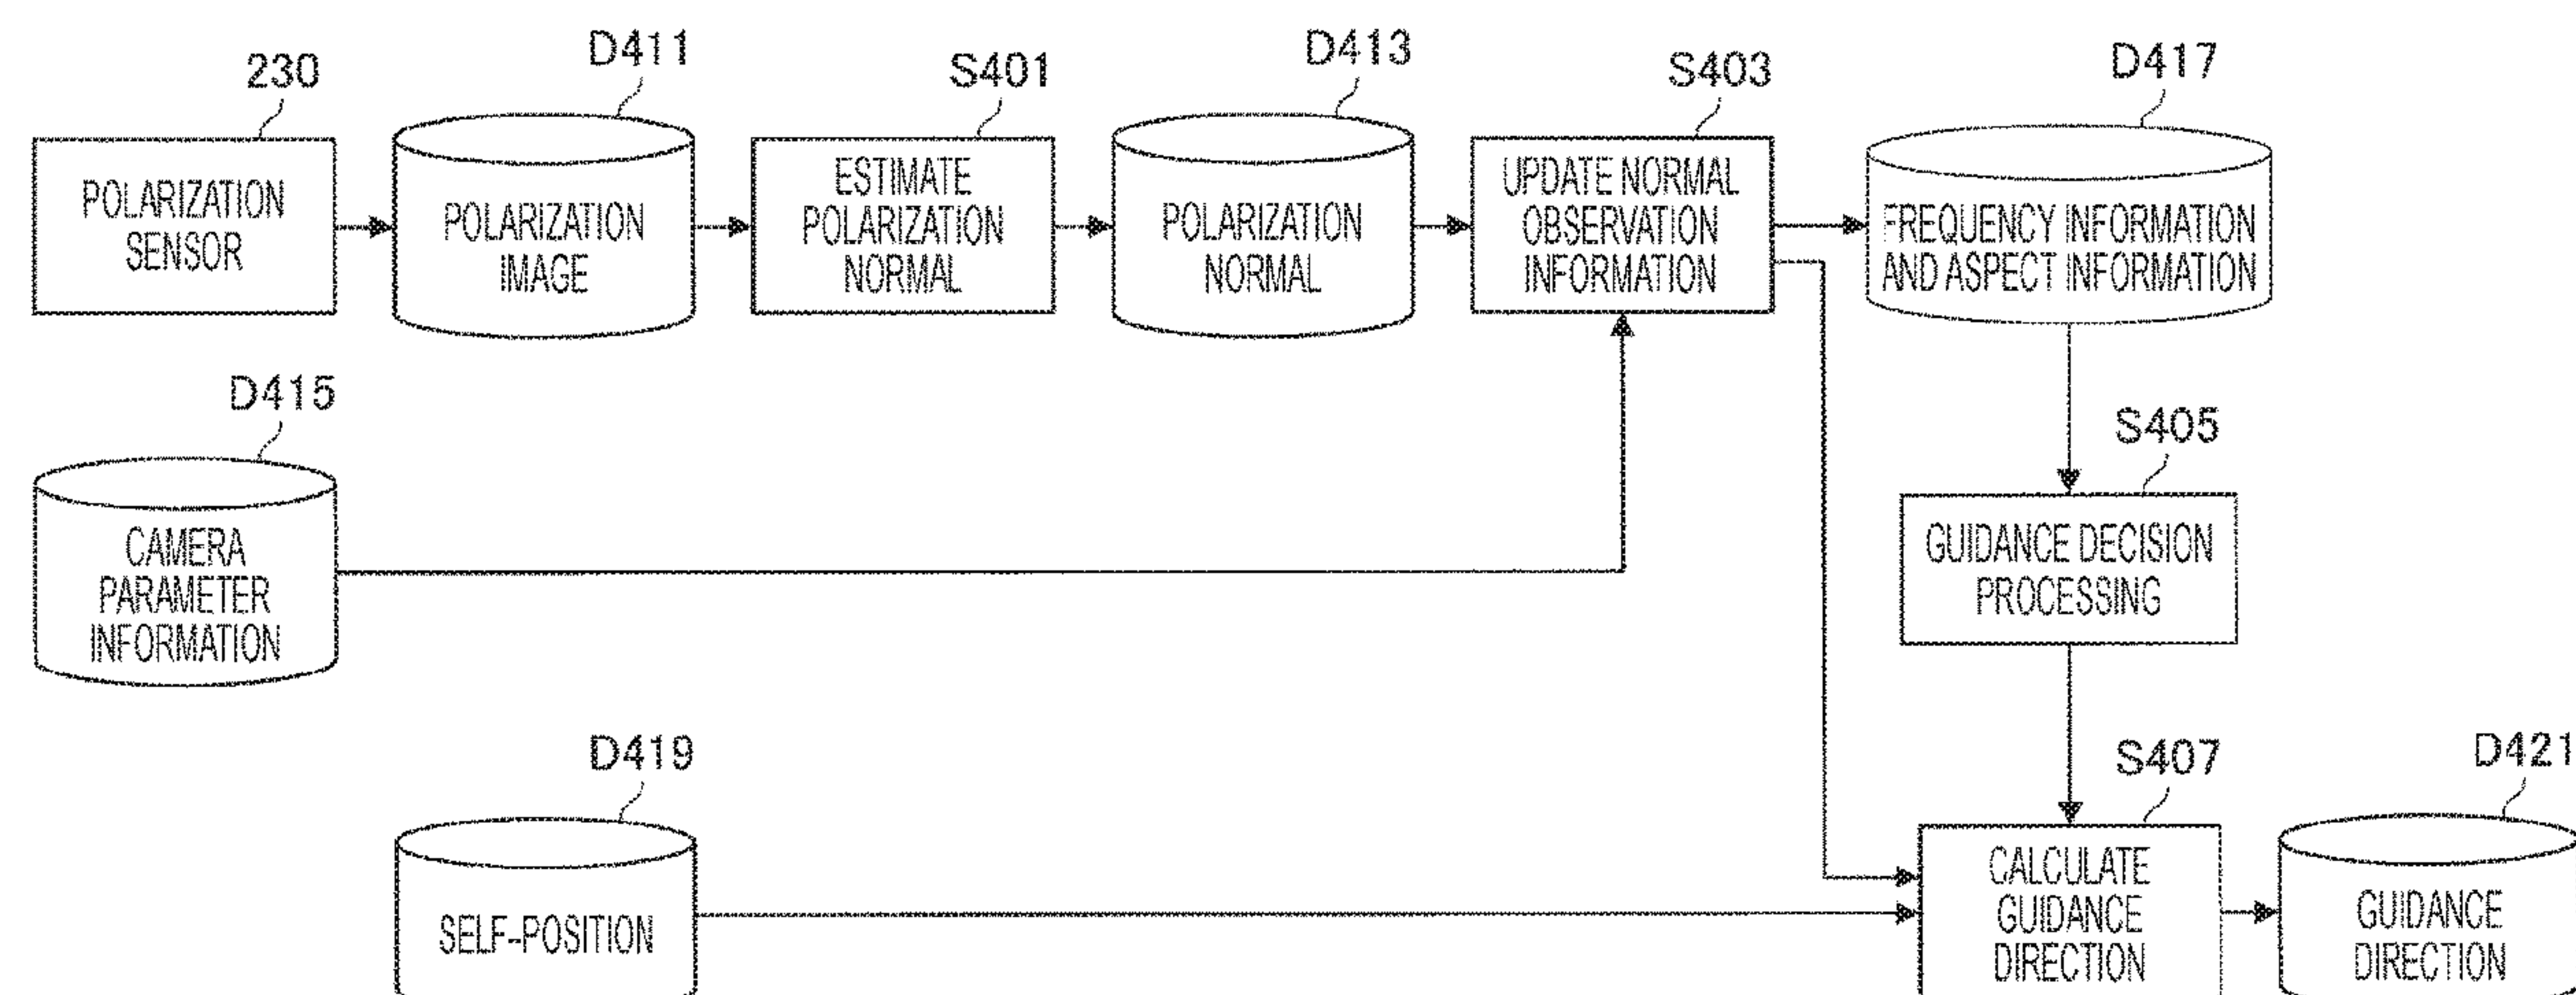 230
POLARIZATION
SENSOR
D411
POLARIZATION
IMAGE
S401
ESTIMATE
POLARIZATION
NORMAL
D413
POLARIZATION
NORMAL
S403
UPDATE NORMAL
OBSERVATION
INFORMATION
D417
FREQUENCY INFORMATION
AND ASPECT INFORMATION
D415
CAMERA
PARAMETER
INFORMATION
S405
GUIDANCE DECISION
PROCESSING
D419
SELF-POSITION
S407
CALCULATE
GUIDANCE
DIRECTION
D421
GUIDANCE
DIRECTION